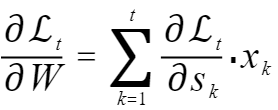 ∂ℒ_t/∂W = ∑_{k=1}^{t} ∂ℒ_t/∂s_k · x_k